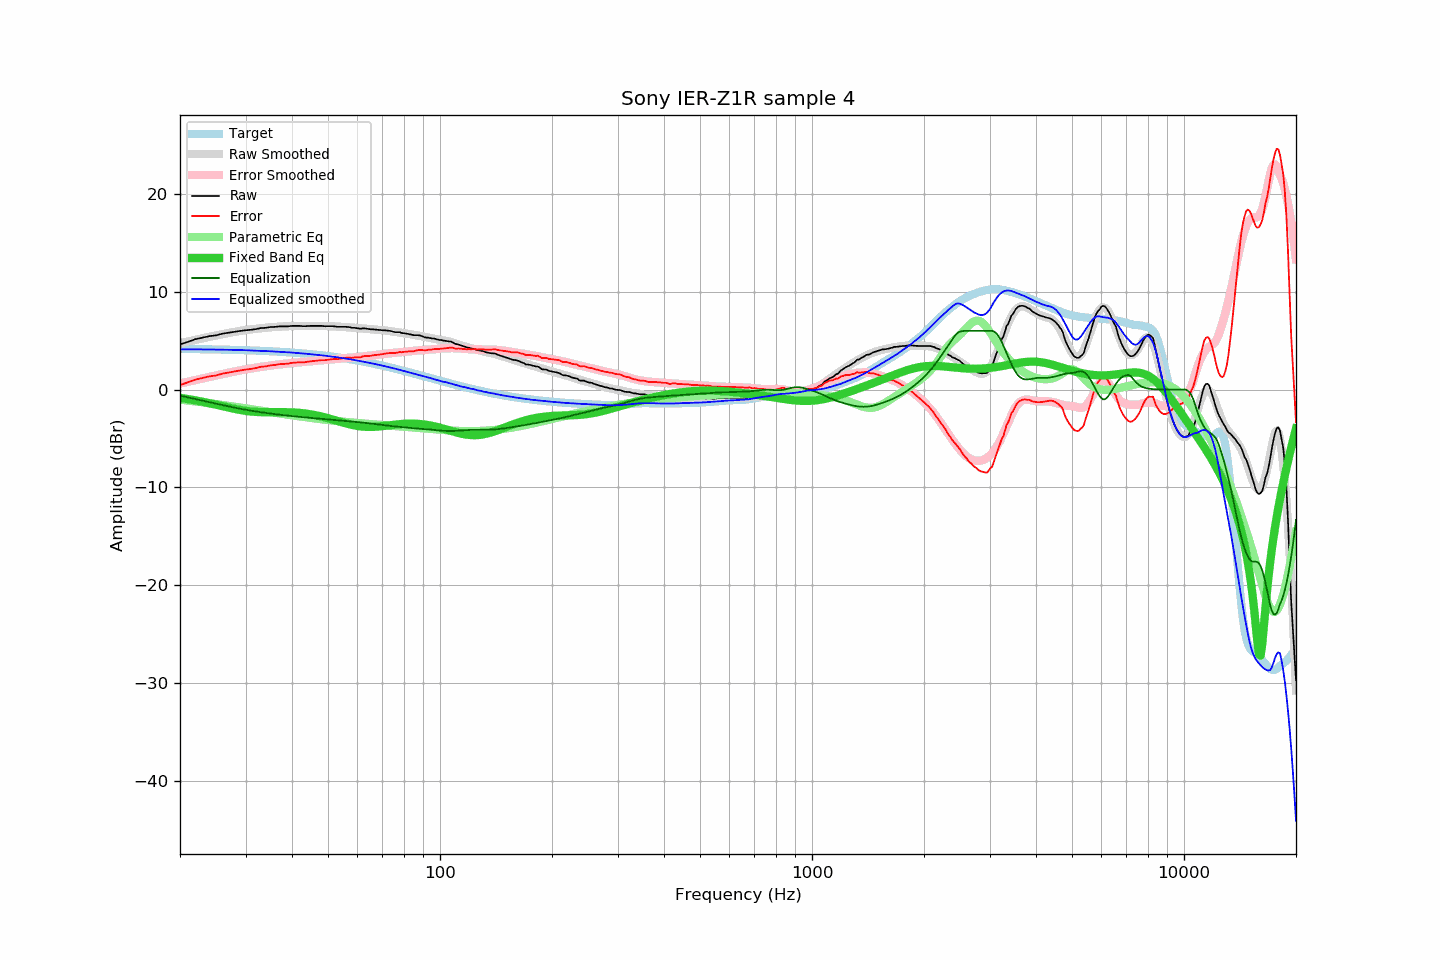 Sony IER-Z1R sample 4
Target
Raw Smoothed
Error Smoothed
Raw
Error
Parametric Eq
Fixed Band Eq
Equalization
Equalized smoothed
20
10
0
−10
−20
−30
−40
Amplitude (dBr)
100
1000
10000
Frequency (Hz)